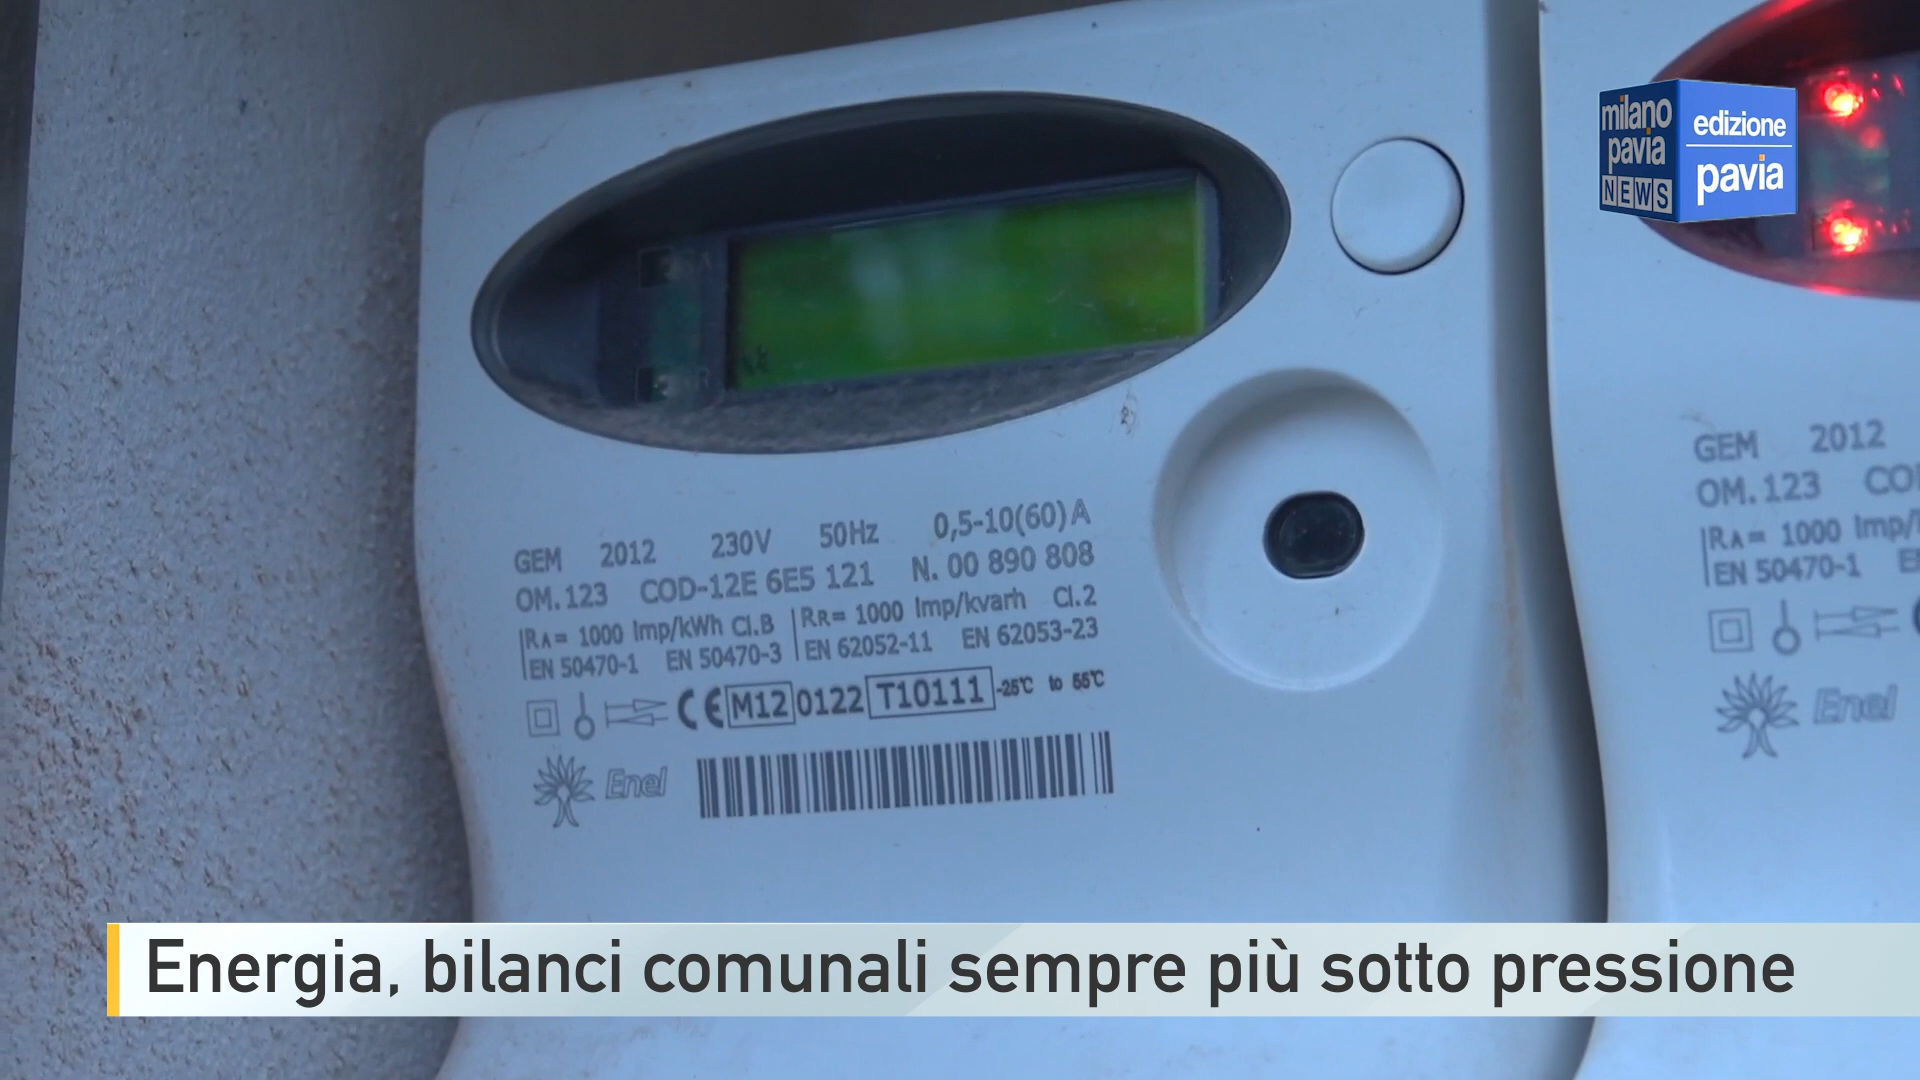 milano
pavia
NEWS
edizione
pavia
GEM 2012 230V 50Hz 0,5-10(60)A
OM.123 COD-12E 6E5 121 N. 00 890 808
RA= 1000 Imp/kWh Cl.B RR= 1000 Imp/kvarh Cl.2
EN 50470-1 EN 50470-3 EN 62052-11 EN 62053-23
CE M12 0122 T10111 -25°C to 55°C
Enel
GEM 2012
OM.123
RA= 1000 Imp/
EN 50470-1
Enel
Energia, bilanci comunali sempre più sotto pressione